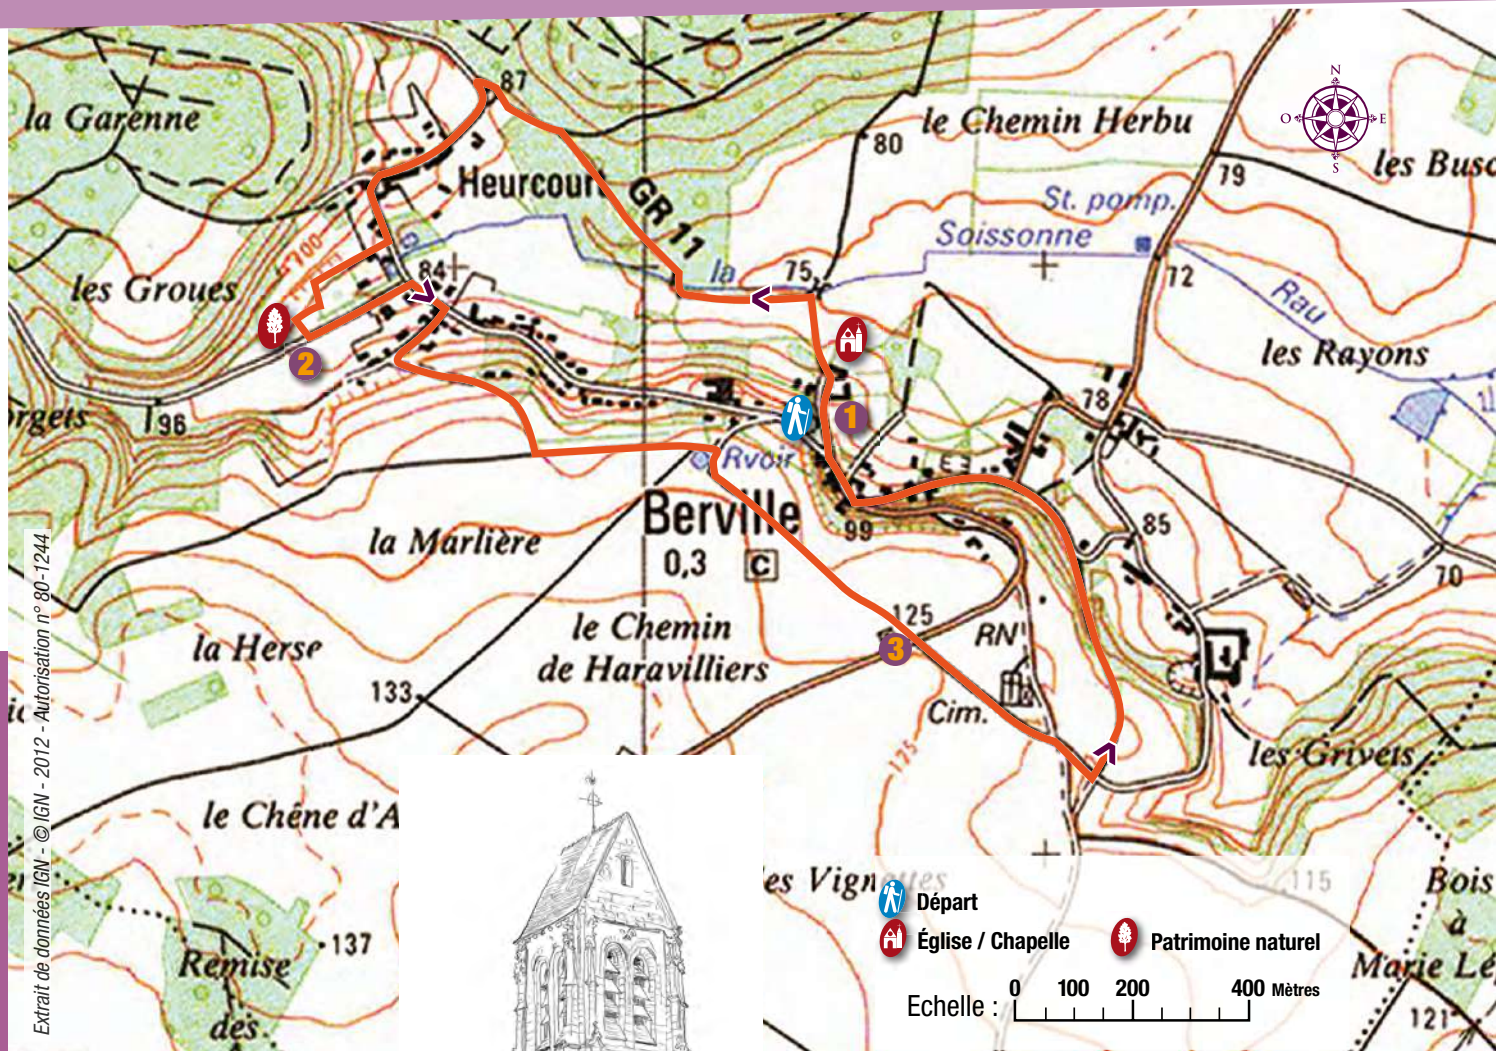 la Garenne
87
le Chemin Herbu
N
O
E
S
80
79
les Busc
Heurcourt
GR 11
St. pomp.
Soissonne
100
84
la
75
72
les Groues
Rau
les Rayons
2
1
78
96
Rvoir
Berville
0,3
C
99
la Marlière
85
70
le Chemin
de Haravilliers
125
3
RN
Cim.
la Herse
133
175
les Grivets
le Chêne d'A
Extrait de données IGN - © IGN - 2012 - Autorisation n° 80-1244
es Vignottes
115
Départ
Église / Chapelle
Patrimoine naturel
Bois
à
Marie Le
137
Remise
des
Echelle :
0 100 200 400 Mètres
121